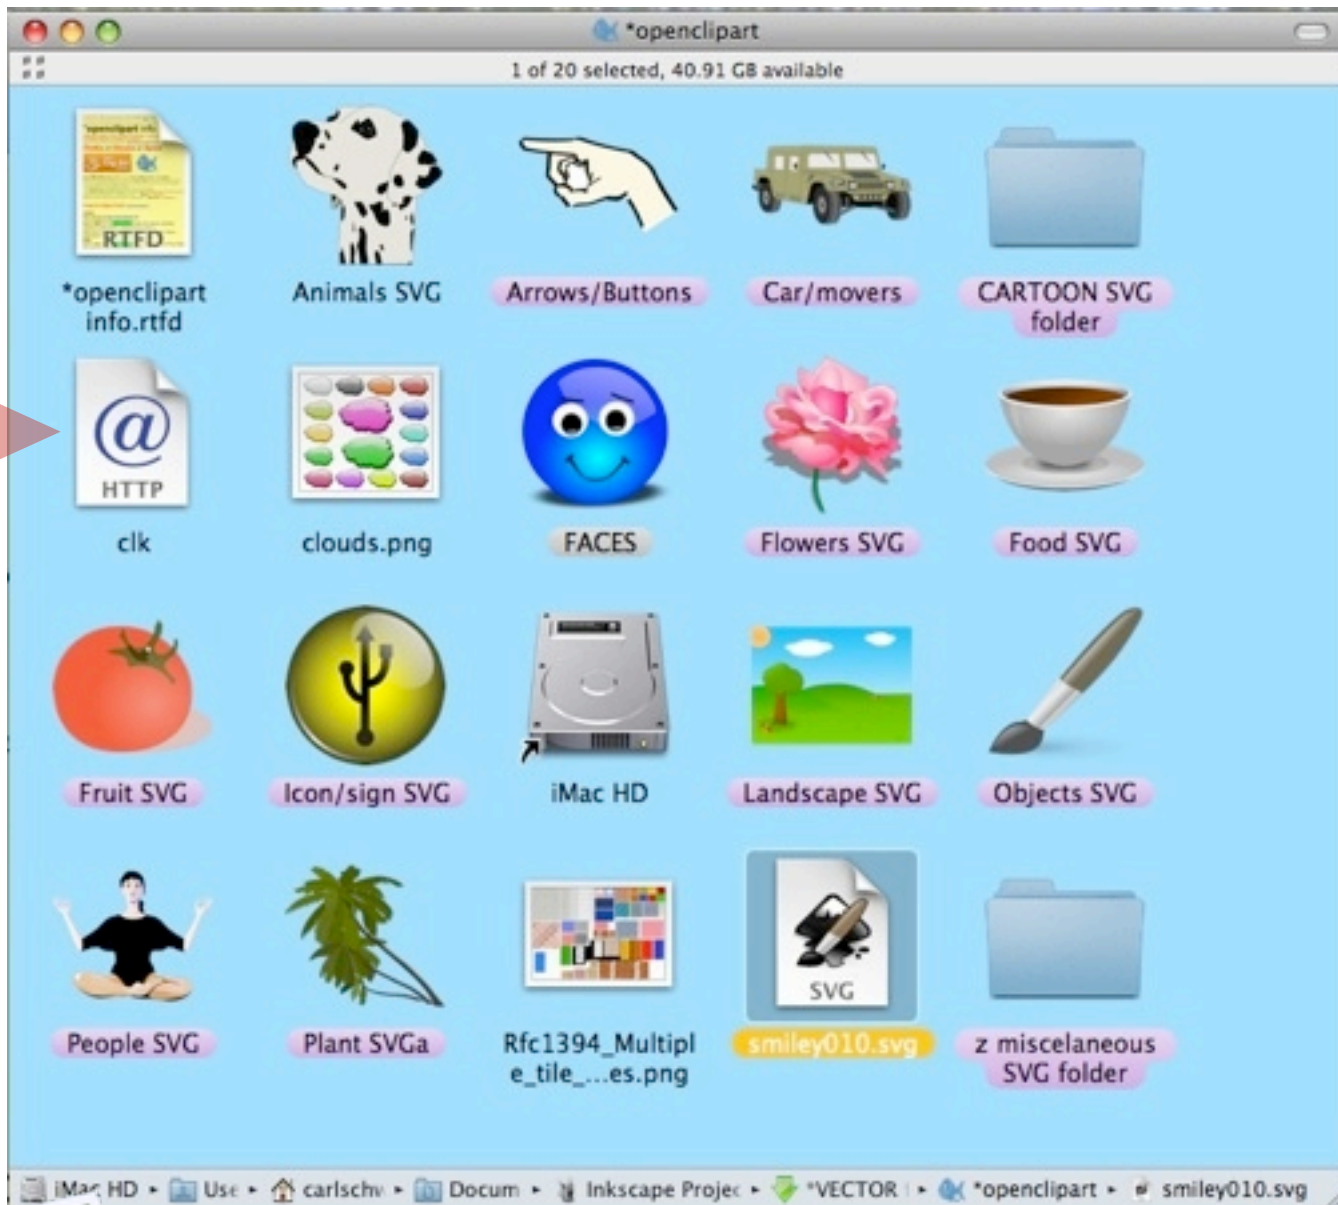 *openclipart
1 of 20 selected, 40.91 GB available
*openclipart info
RTFD
*openclipart
info.rtfd
Animals SVG
Arrows/Buttons
Car/movers
CARTOON SVG
folder
@
HTTP
clk
clouds.png
FACES
Flowers SVG
Food SVG
Fruit SVG
Icon/sign SVG
iMac HD
Landscape SVG
Objects SVG
People SVG
Plant SVGa
Rfc1394_Multipl
e_tile_...es.png
SVG
smiley010.svg
z miscelaneous
SVG folder
iMac HD ▸ Use ▸ carlschw ▸ Docum ▸ Inkscape Projec ▸ *VECTOR ▸ *openclipart ▸ smiley010.svg